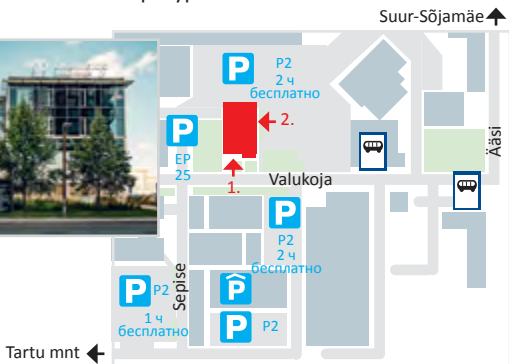 Suur-Sõjamäe
P
P2
2 ч
бесплатно
2.
P
EP
25
1.
Valukoja
Ääsi
P
P2
2 ч
бесплатно
Sepise
P
P2
1 ч
бесплатно
P
P
P2
Tartu mnt